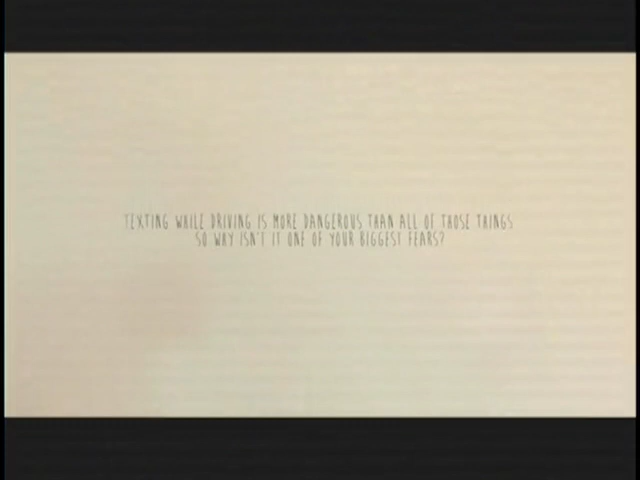 TEXTING WHILE DRIVING IS MORE DANGEROUS THAN ALL OF THOSE THINGS
SO WHY ISN'T IT ONE OF YOUR BIGGEST FEARS?